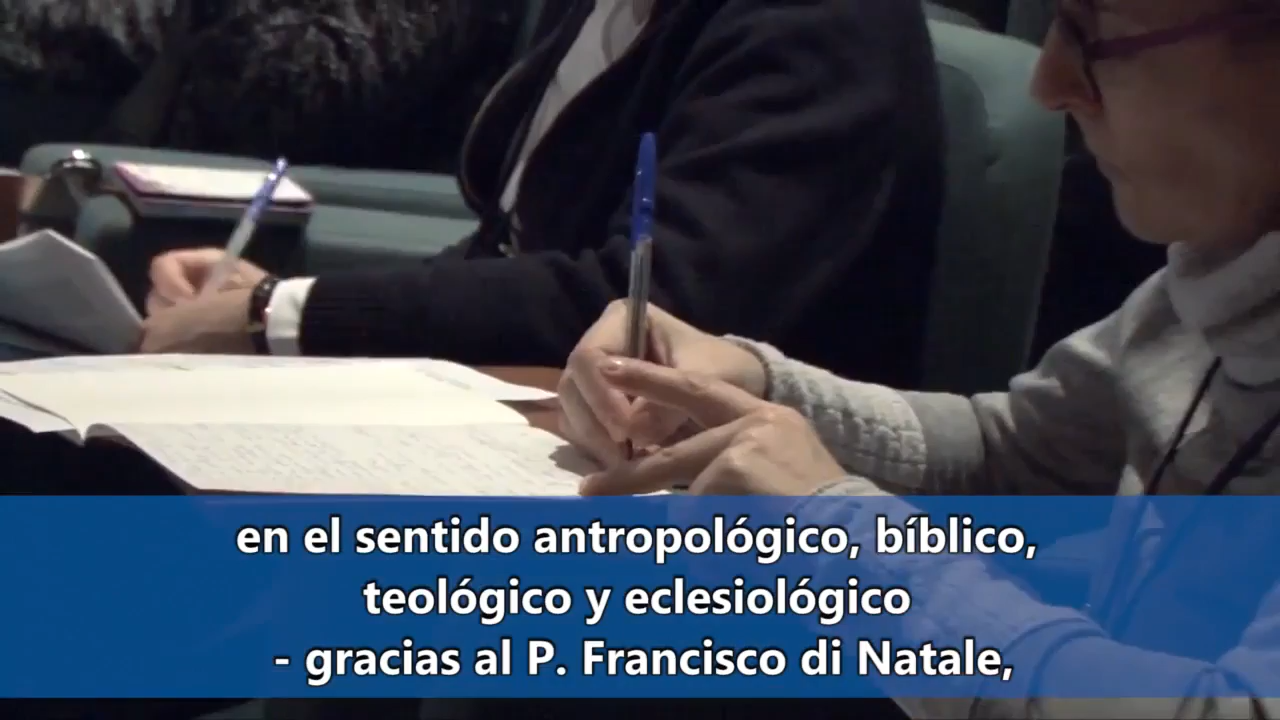 en el sentido antropológico, bíblico,
teológico y eclesiológico
- gracias al P. Francisco di Natale,